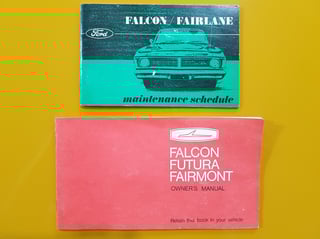 FALCON / FAIRLANE
Ford
maintenance schedule
FALCON
FUTURA
FAIRMONT
OWNER'S MANUAL
Retain this book in your vehicle